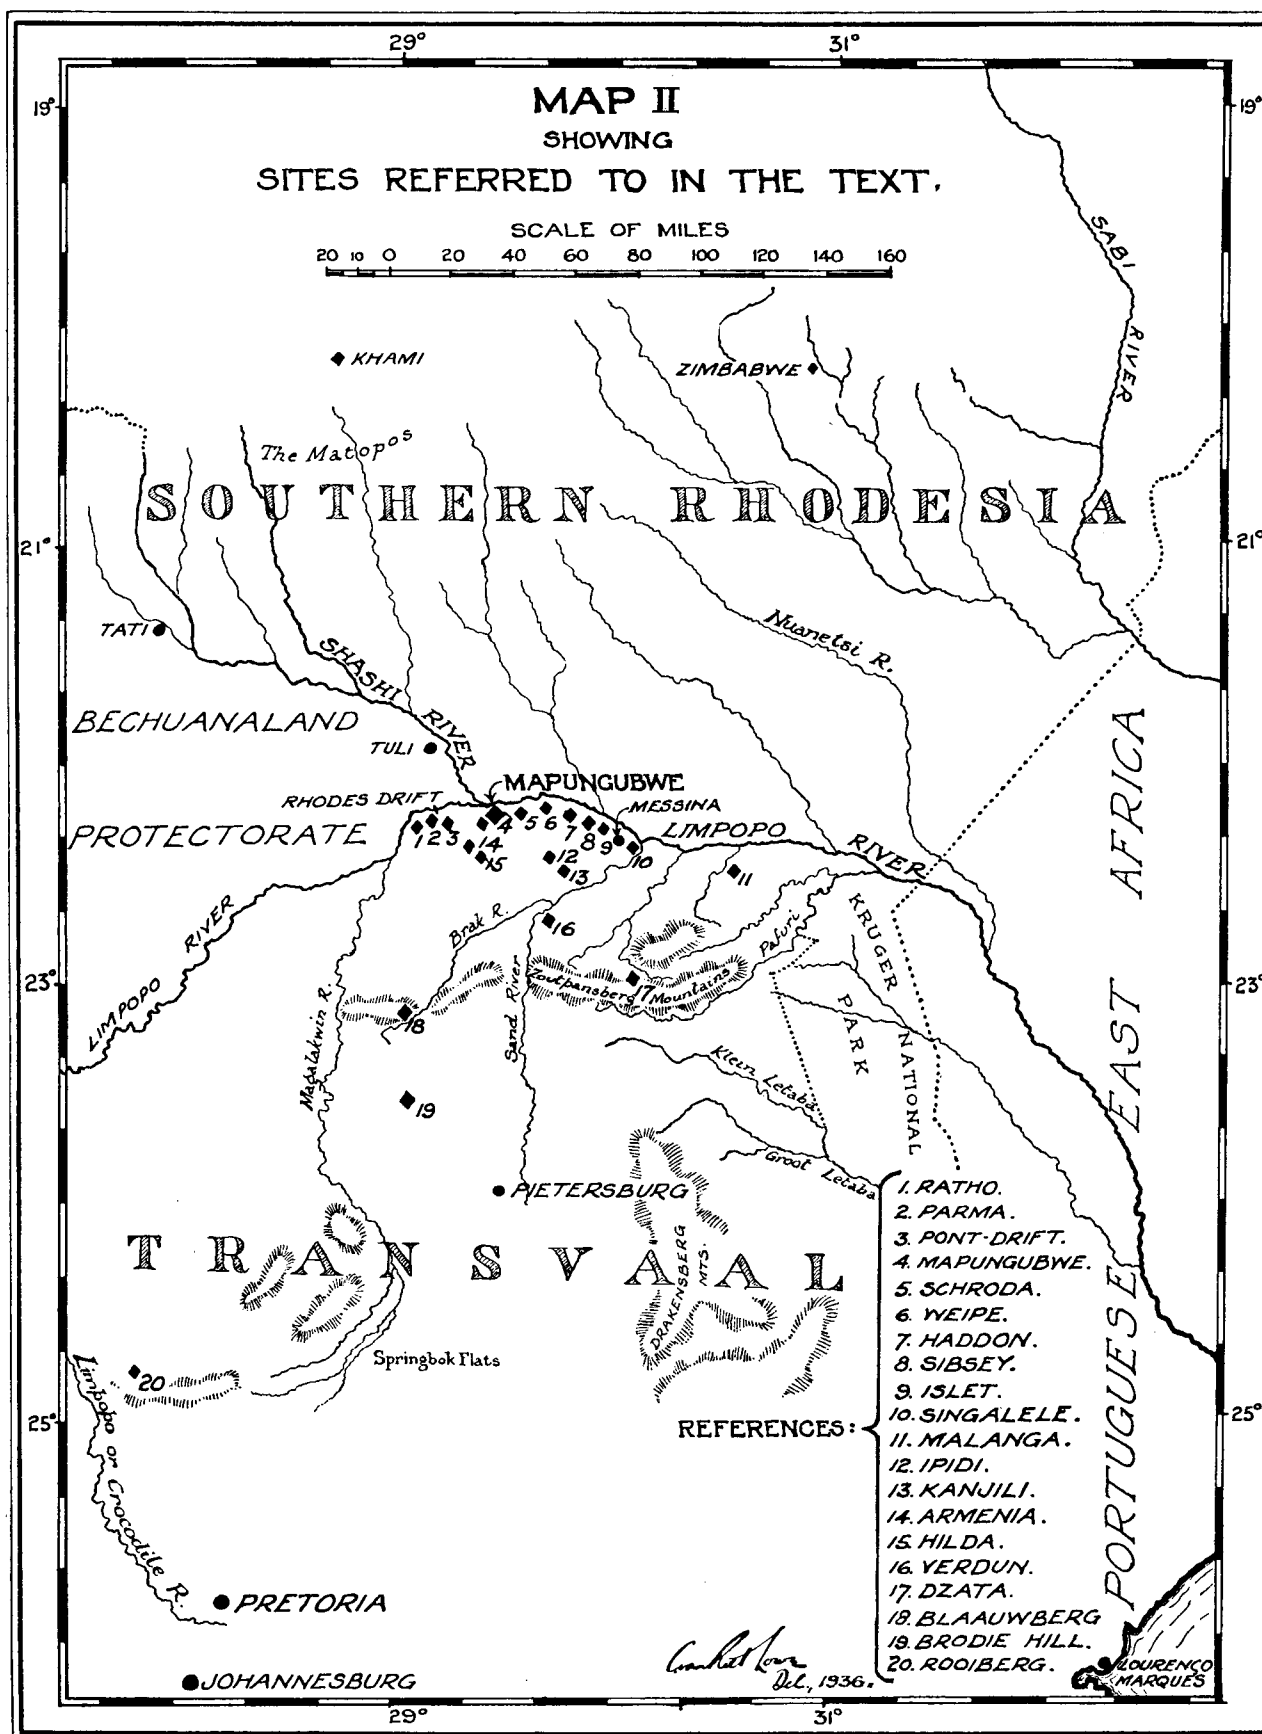 29° 31°
19° 19°
MAP II
SHOWING
SITES REFERRED TO IN THE TEXT.
SCALE OF MILES
20 10 0 20 40 60 80 100 120 140 160
SABI
RIVER
KHAMI
ZIMBABWE
The Matopos
SOUTHERN RHODESIA
21° 21°
TATI
Nuanetsi R.
SHASHI
RIVER
BECHUANALAND
TULI
MAPUNGUBWE
RHODES DRIFT
MESSINA
PROTECTORATE
LIMPOPO
RIVER
1 2 3 4 5 6 7 8 9 10
14 15 12 13 11
LIMPOPO
RIVER
Brak R.
16
Pafuri
KRUGER
NATIONAL
PARK
23° 23°
Zoutpansberg Mountains
17
18
Magalakwin R.
Sand River
Klein Letaba
19
Groot Letaba
PIETERSBURG
TRANSVAAL
DRAKENSBERG
MTS.
PORTUGUESE EAST AFRICA
Springbok Flats
20
Limpopo or Crocodile R.
25° 25°
REFERENCES:
1. RATHO.
2. PARMA.
3. PONT-DRIFT.
4. MAPUNGUBWE.
5. SCHRODA.
6. WEIPE.
7. HADDON.
8. SIBSEY.
9. ISLET.
10. SINGALELE.
11. MALANGA.
12. IPIDI.
13. KANJILI.
14. ARMENIA.
15. HILDA.
16. VERDUN.
17. DZATA.
18. BLAAUWBERG
19. BRODIE HILL.
20. ROOIBERG.
PRETORIA
JOHANNESBURG
1936.
LOURENÇO
MARQUES
29° 31°